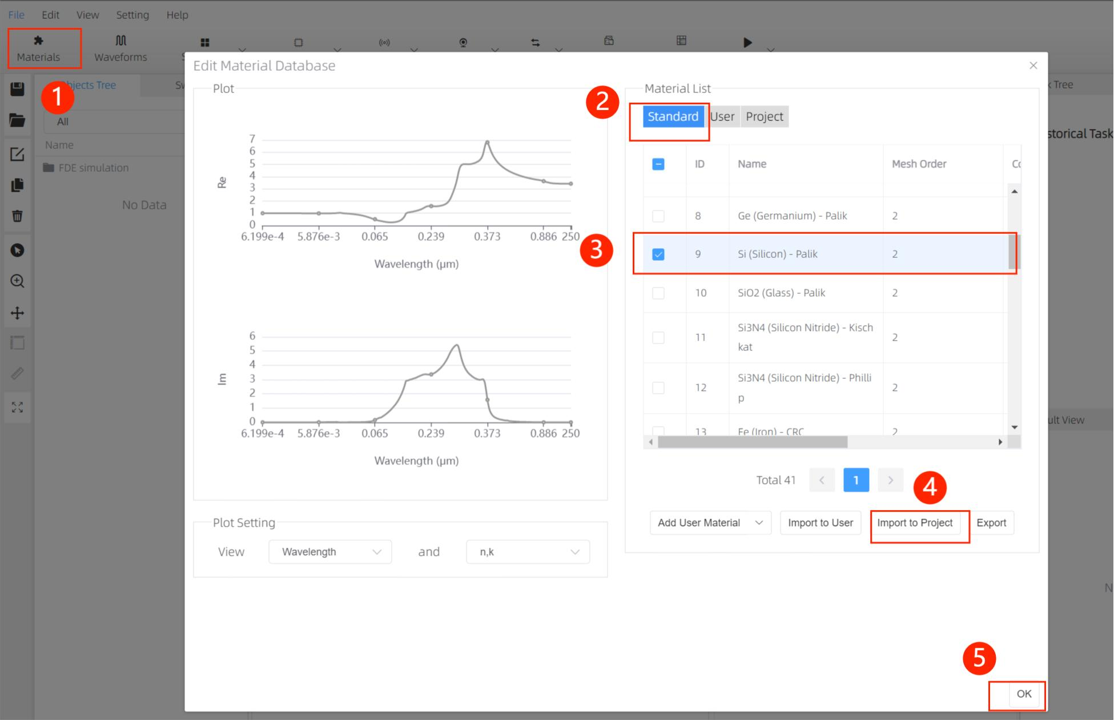 File Edit View Setting Help
Materials Waveforms
1
Objects Tree
All
Name
FDE simulation
No Data
Edit Material Database
Plot
7
6
5
4
3
2
1
0
Re
6.199e-4 5.876e-3 0.065 0.239 0.373 0.886 250
Wavelength (μm)
6
5
4
3
2
1
0
Im
6.199e-4 5.876e-3 0.065 0.239 0.373 0.886 250
Wavelength (μm)
Plot Setting
View Wavelength and n,k
Material List
2
Standard User Project
ID Name Mesh Order
8 Ge (Germanium) - Palik 2
3
9 Si (Silicon) - Palik 2
10 SiO2 (Glass) - Palik 2
11 Si3N4 (Silicon Nitride) - Kisch
kat 2
12 Si3N4 (Silicon Nitride) - Philli
p 2
13 Fe (Iron) - CRC 2
Total 41 < 1 >
4
Add User Material Import to User Import to Project Export
5
OK
Tree
storical Task
ult View